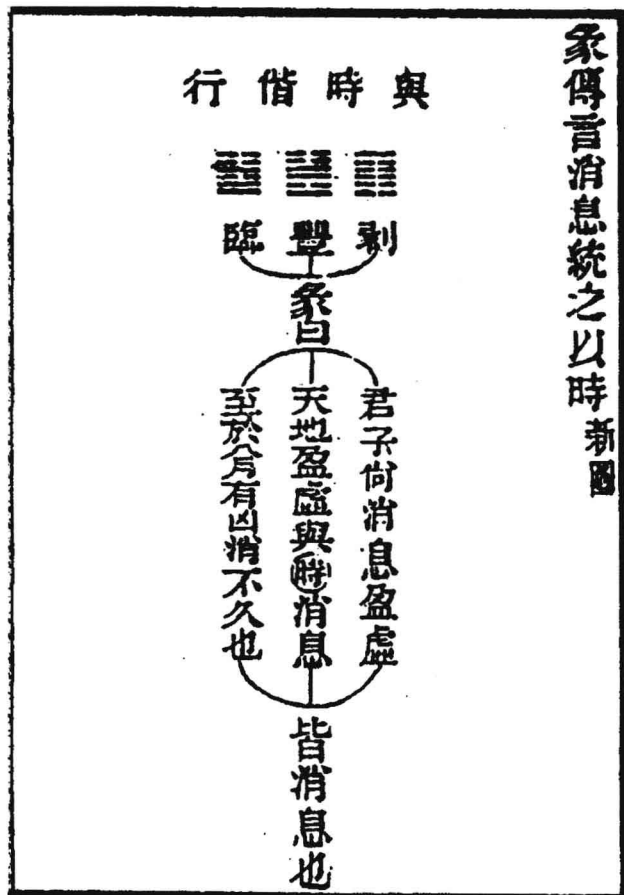 彖傳言消息統之以時 新圖
與時偕行
剝
豐
臨
彖曰
君子尚消息盈虛
天地盈虛與時消息
至於八月有凶消不久也
皆消息也